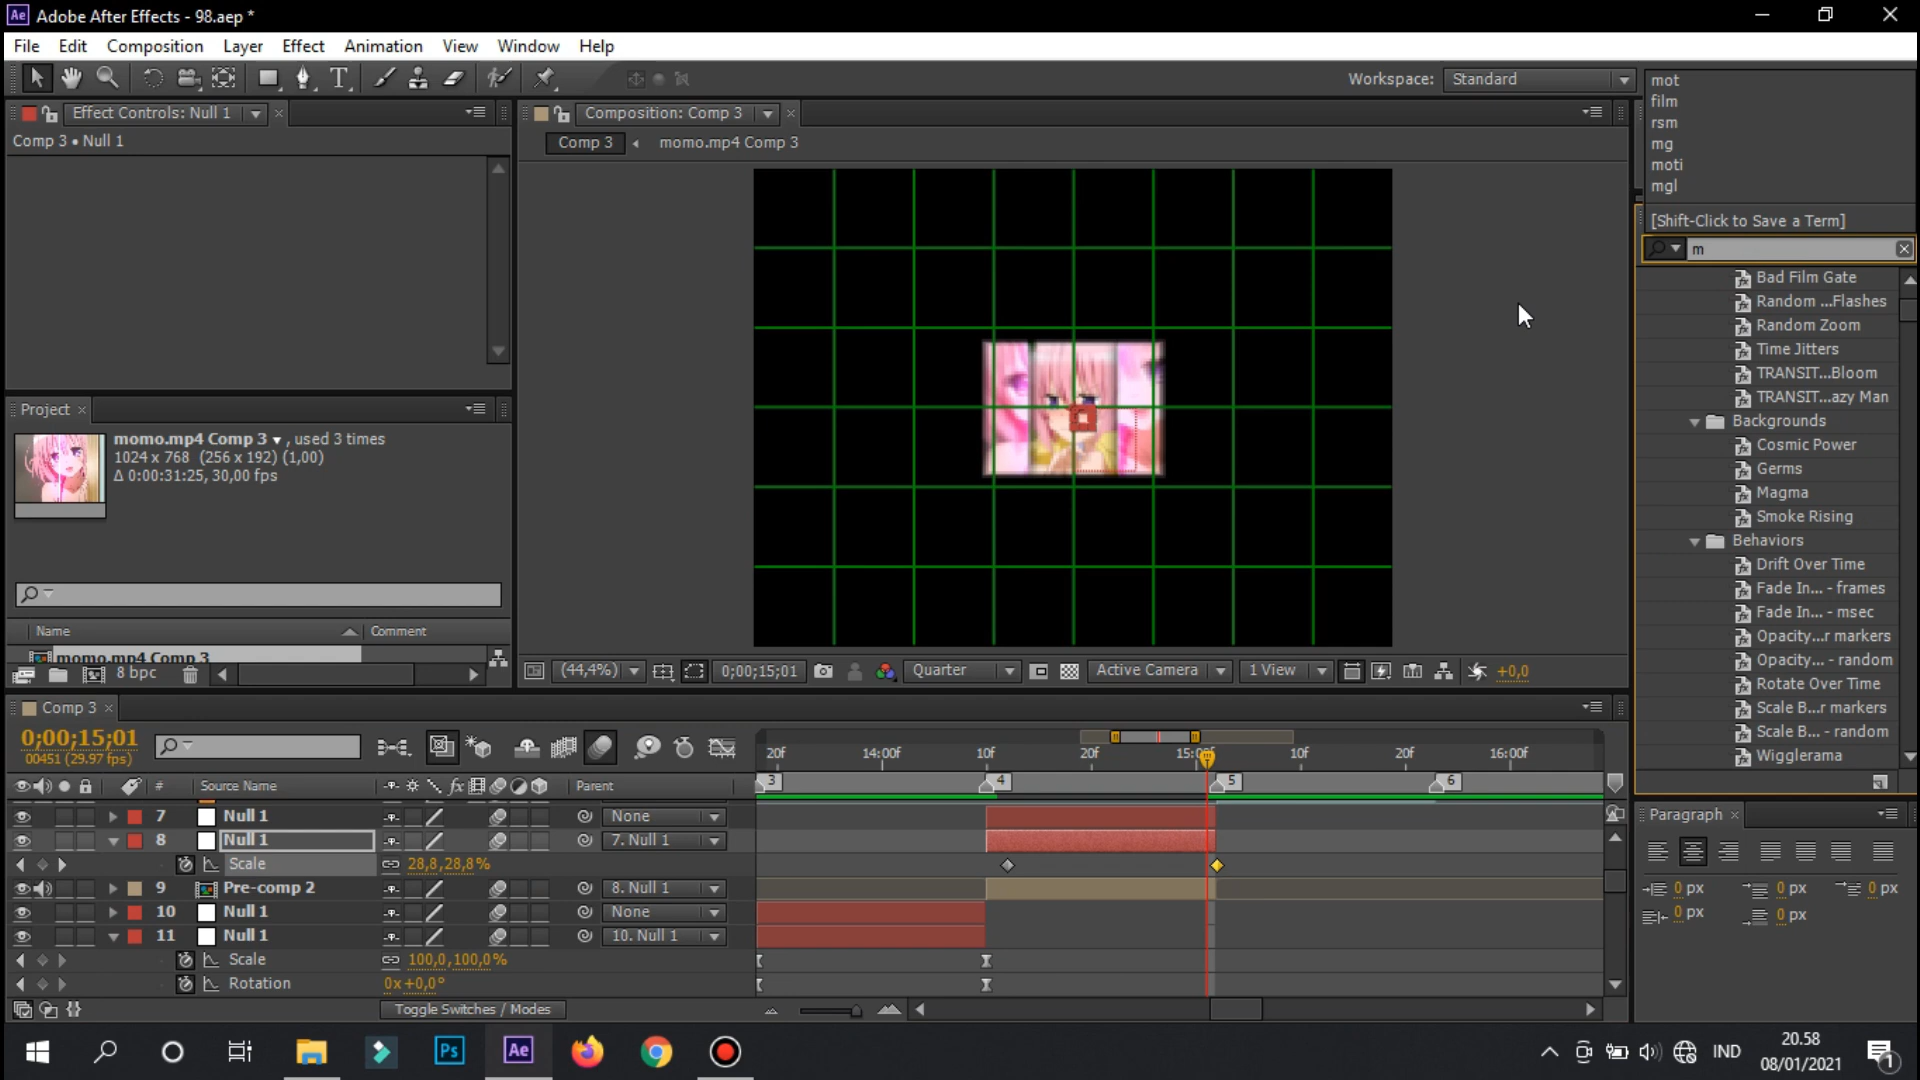 Ae Adobe After Effects - 98.aep *
File Edit Composition Layer Effect Animation View Window Help
Workspace: Standard
mot
film
rsm
mg
moti
mgl
[Shift-Click to Save a Term]
m
Effect Controls: Null 1
Comp 3 • Null 1
Composition: Comp 3
Comp 3 momo.mp4 Comp 3
Bad Film Gate
Random ...Flashes
Random Zoom
Time Jitters
TRANSIT...Bloom
TRANSIT...azy Man
Backgrounds
Cosmic Power
Germs
Magma
Smoke Rising
Behaviors
Drift Over Time
Fade In... - frames
Fade In... - msec
Opacity...r markers
Opacity... - random
Rotate Over Time
Scale B...r markers
Scale B... - random
Wigglerama
Project
momo.mp4 Comp 3 , used 3 times
1024 x 768 (256 x 192) (1,00)
Δ 0:00:31:25, 30,00 fps
Name Comment
momo.mp4 Comp 3
8 bpc
(44,4%) 0;00;15;01 Quarter Active Camera 1 View +0,0
Comp 3
0;00;15;01
00451 (29.97 fps)
20f 14:00f 10f 20f 15:00f 10f 20f 16:00f
# Source Name Parent
3 4 5 6
7 Null 1 None
8 Null 1 7. Null 1
Scale 28,8,28,8%
9 Pre-comp 2 8. Null 1
10 Null 1 None
11 Null 1 10. Null 1
Scale 100,0,100,0%
Rotation 0x+0,0°
Toggle Switches / Modes
Paragraph
0 px 0 px 0 px
0 px 0 px
Ps Ae
IND
20.58
08/01/2021
1